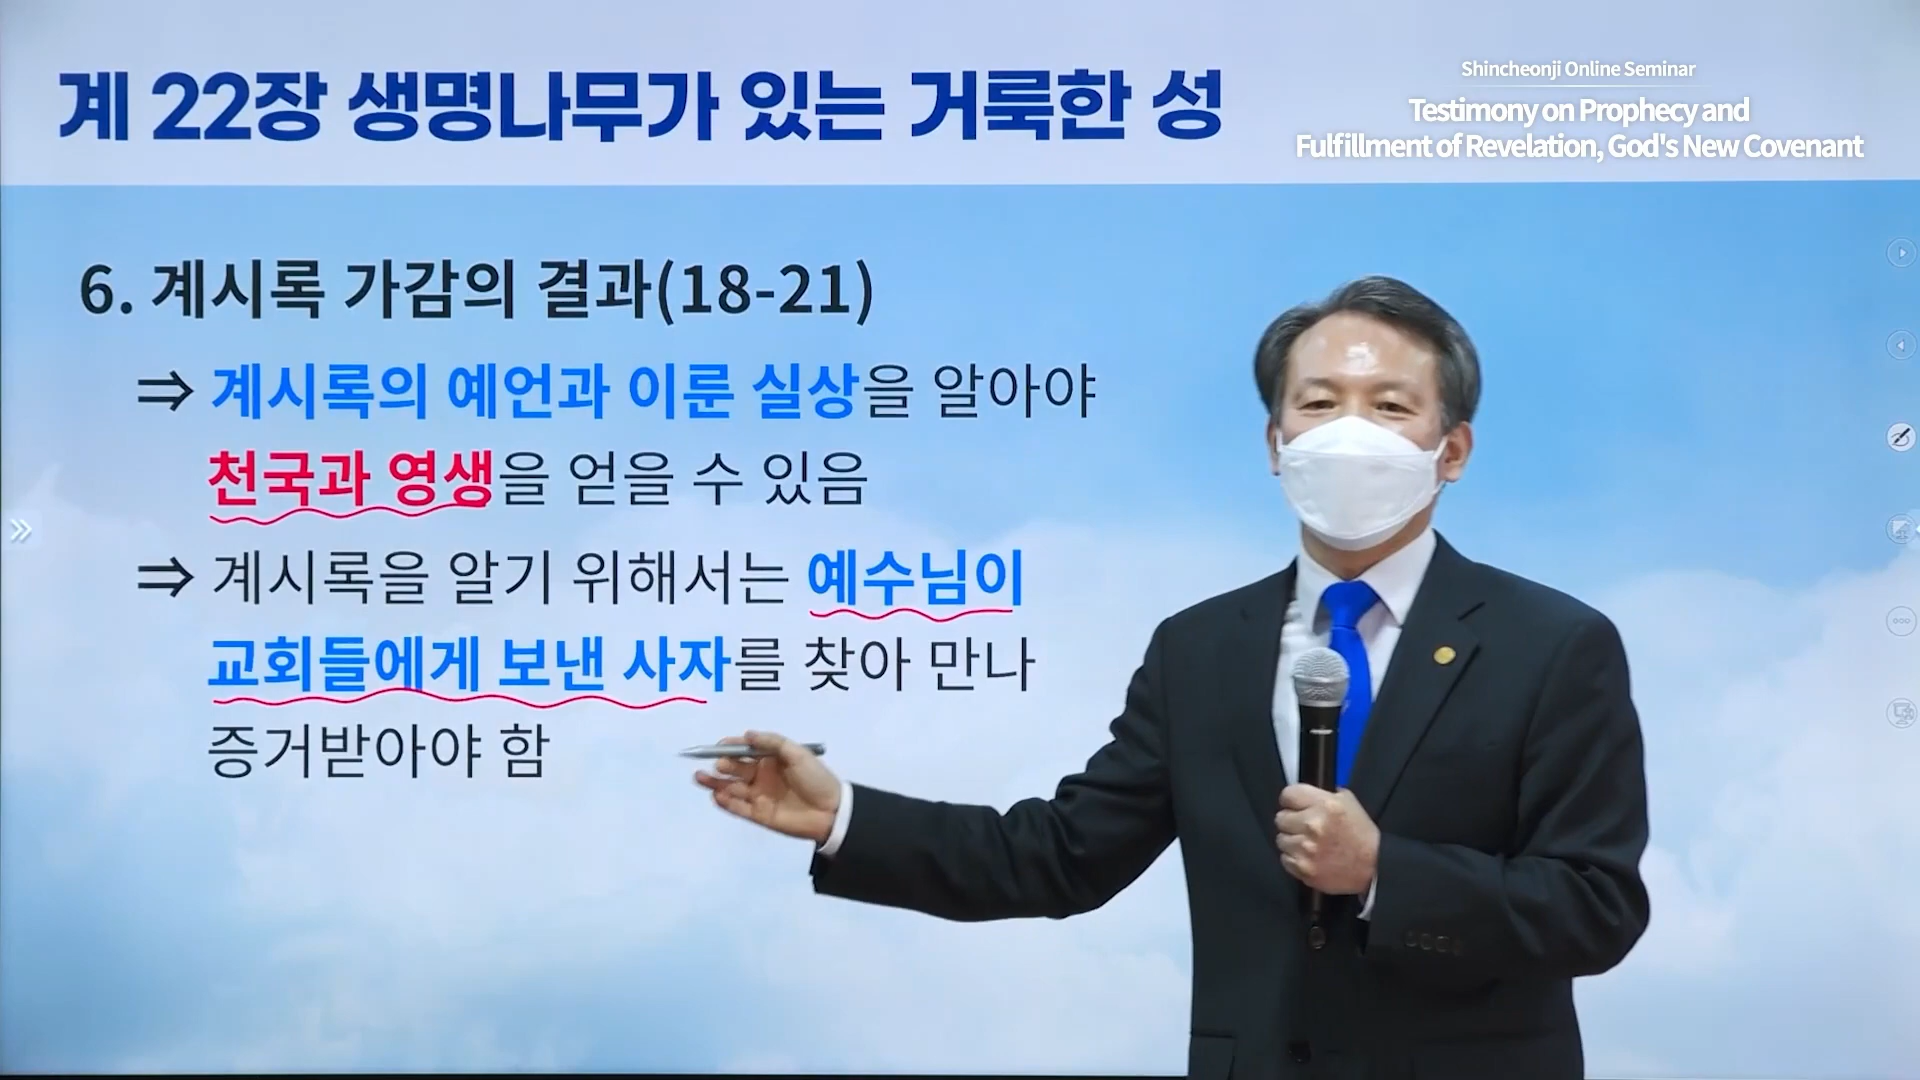 계 22장 생명나무가 있는 거룩한 성
Shincheonji Online Seminar
Testimony on Prophecy and
Fulfillment of Revelation, God's New Covenant
6. 계시록 가감의 결과(18-21)
⇒ 계시록의 예언과 이룬 실상을 알아야
천국과 영생을 얻을 수 있음
⇒ 계시록을 알기 위해서는 예수님이
교회들에게 보낸 사자를 찾아 만나
증거받아야 함